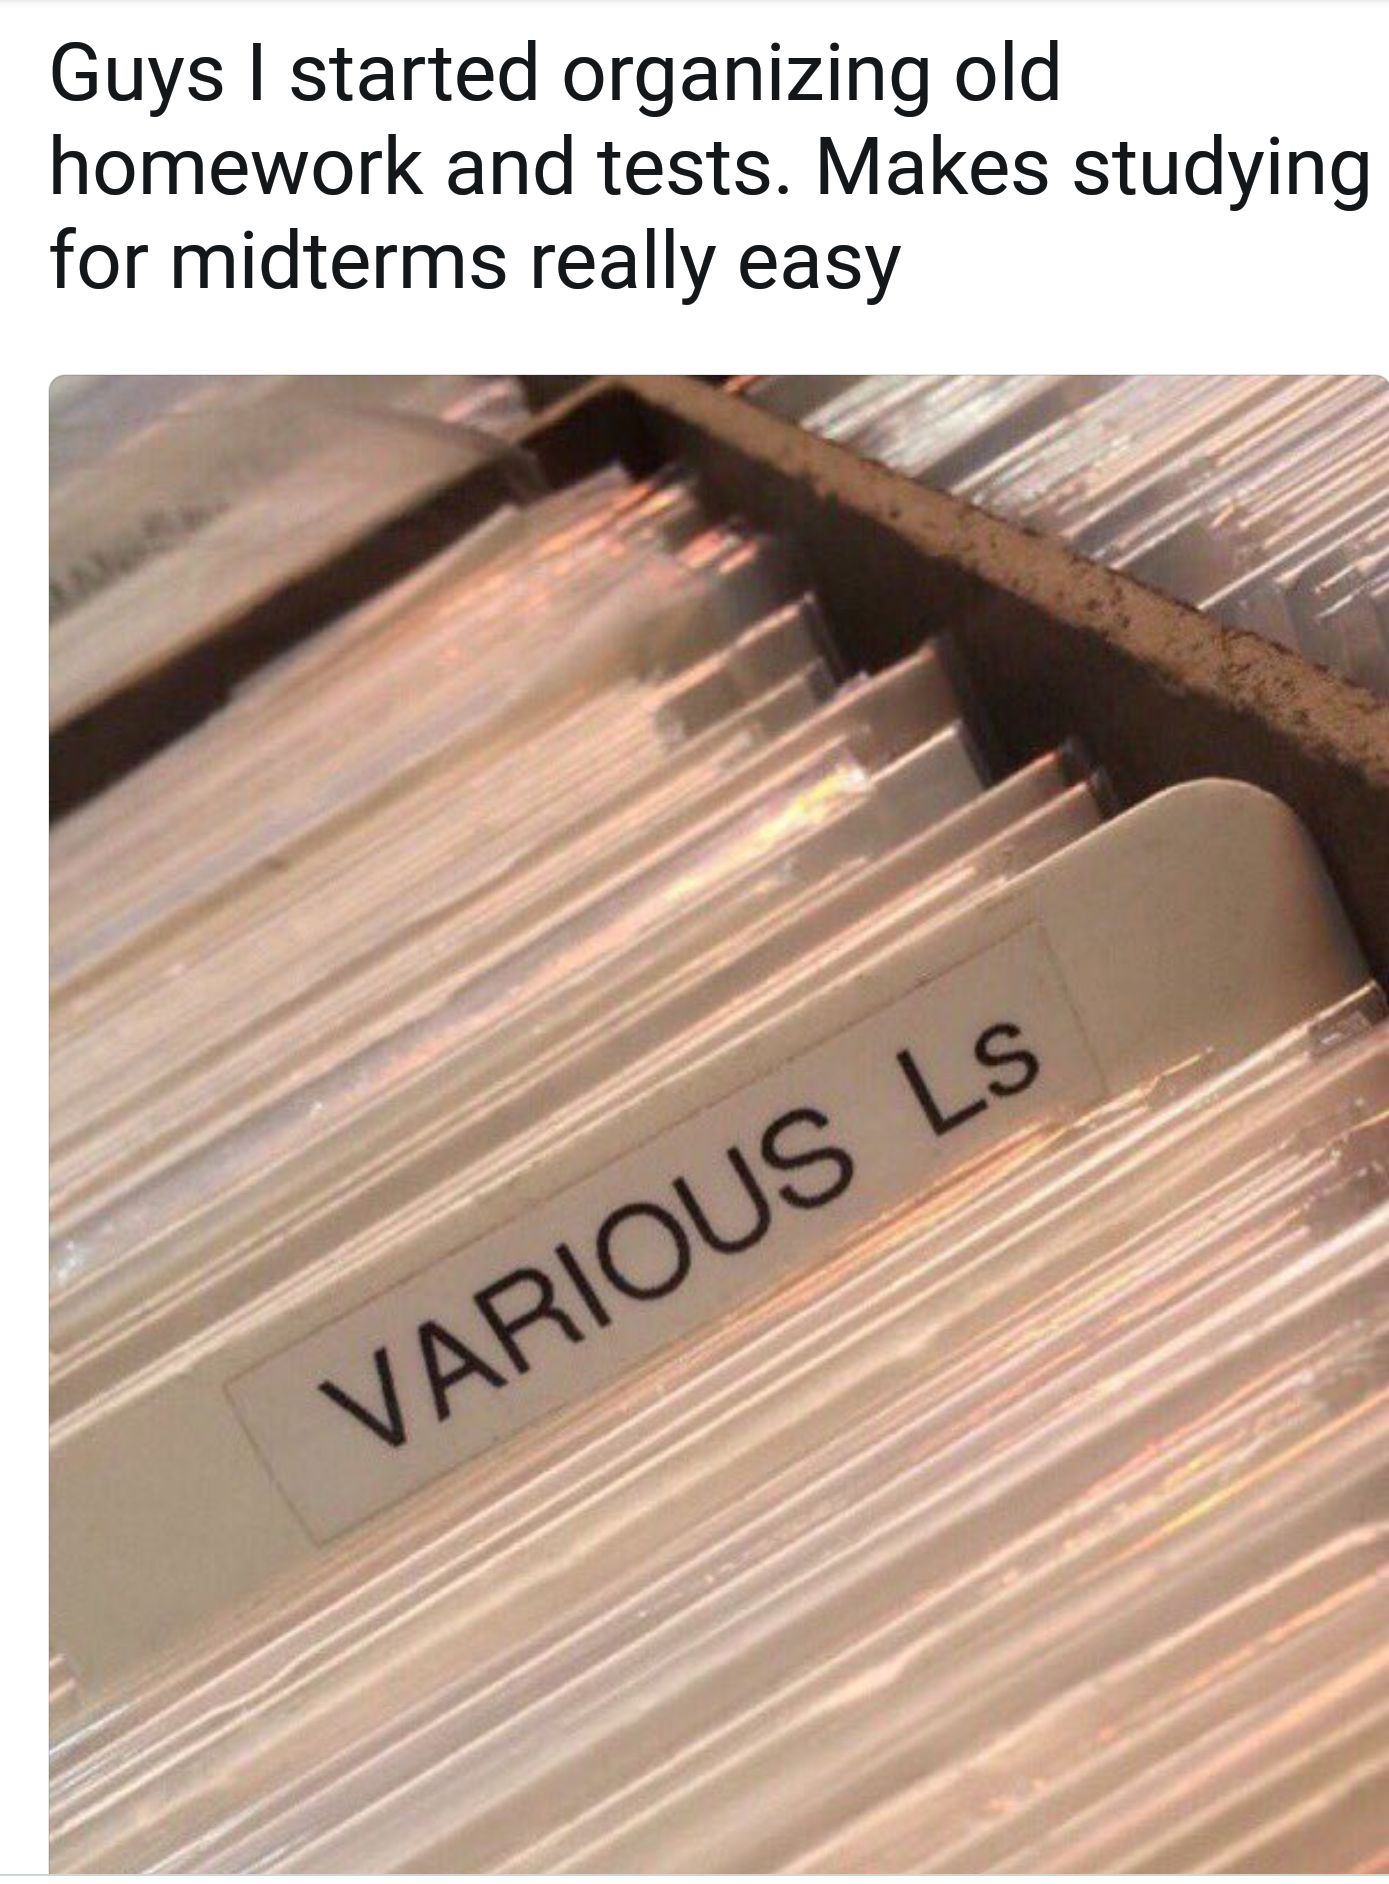 Guys I started organizing old
homework and tests. Makes studying
for midterms really easy
VARIOUS Ls